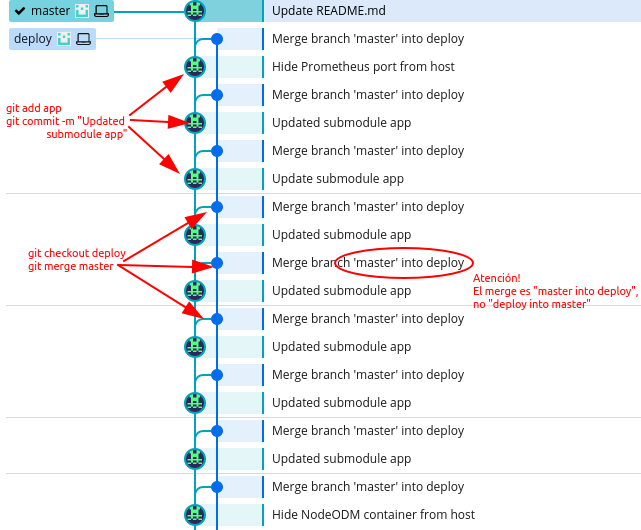 master
Update README.md
deploy
Merge branch 'master' into deploy
Hide Prometheus port from host
Merge branch 'master' into deploy
git add app
git commit -m "Updated
submodule app"
Updated submodule app
Merge branch 'master' into deploy
Update submodule app
Merge branch 'master' into deploy
Updated submodule app
git checkout deploy
git merge master
Merge branch 'master' into deploy
Atención!
El merge es "master into deploy",
no "deploy into master"
Updated submodule app
Merge branch 'master' into deploy
Updated submodule app
Merge branch 'master' into deploy
Updated submodule app
Merge branch 'master' into deploy
Updated submodule app
Merge branch 'master' into deploy
Hide NodeODM container from host